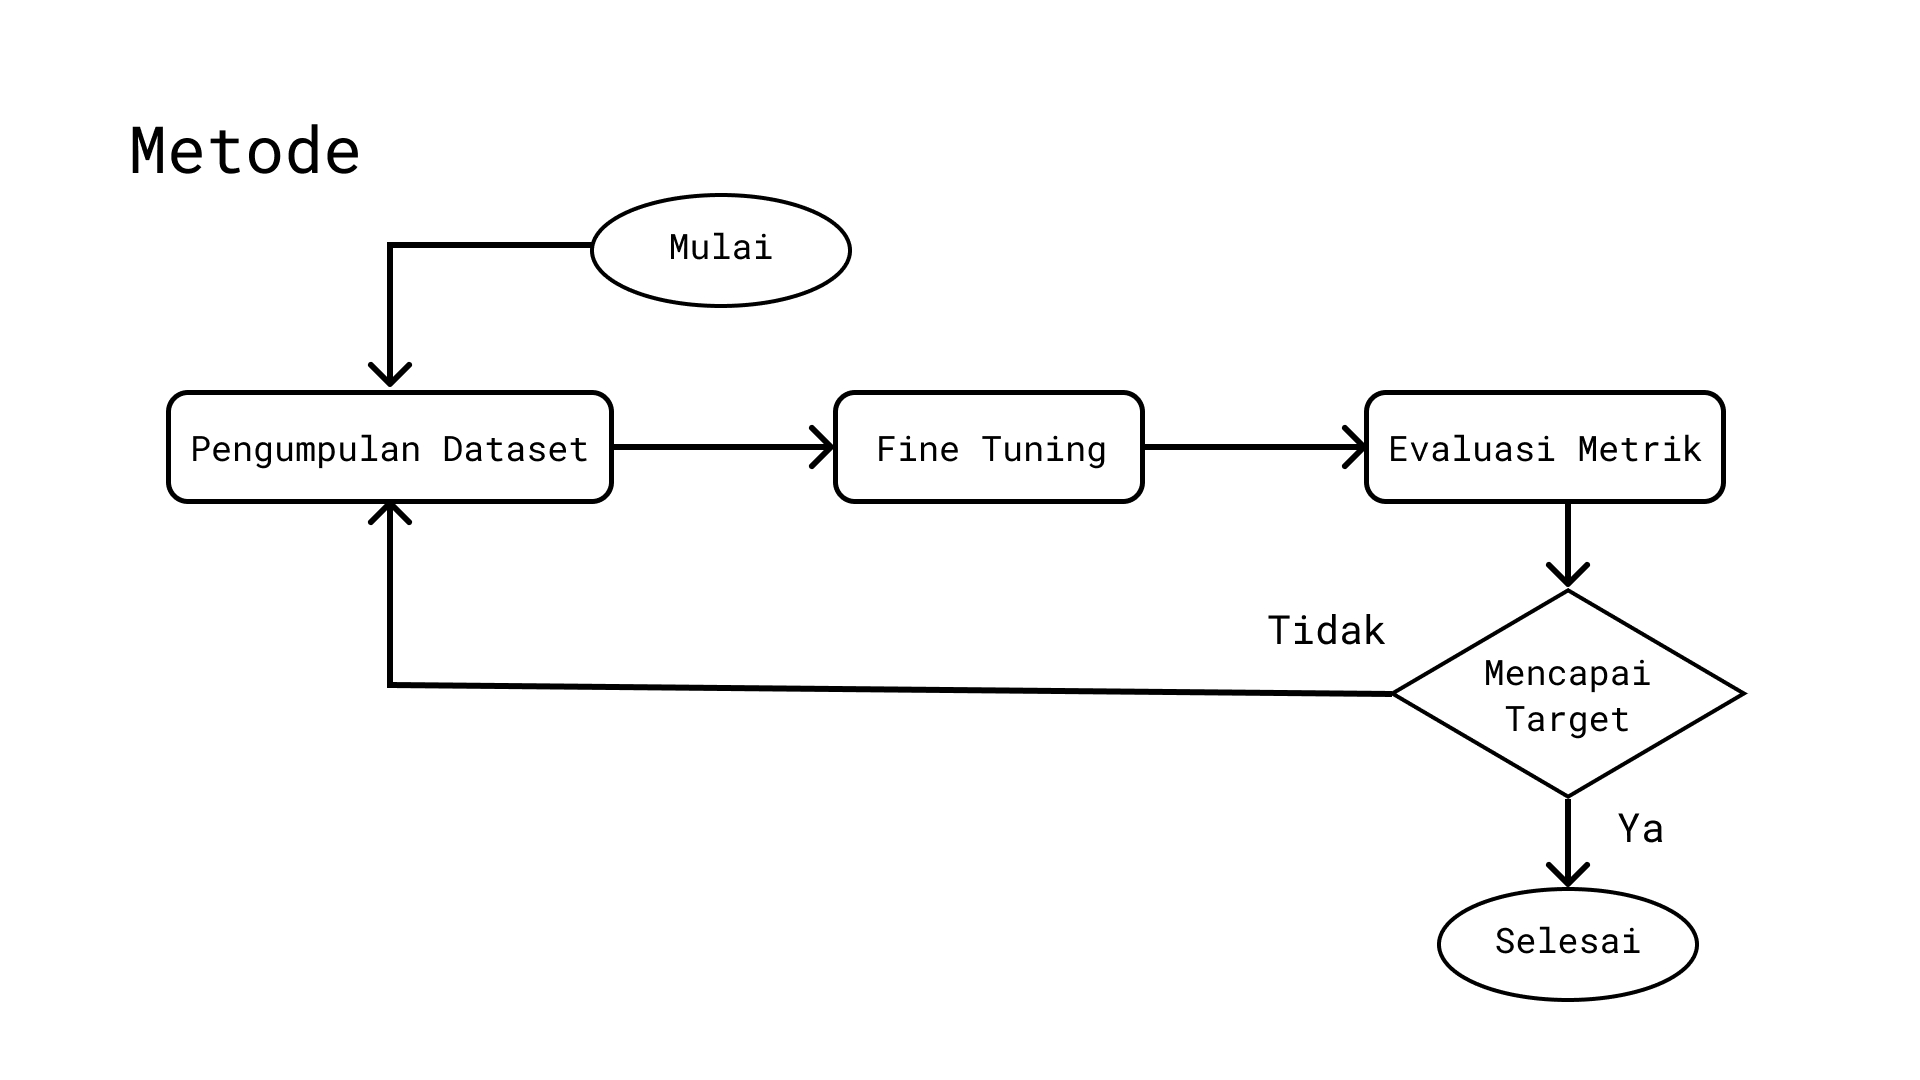 Metode
Mulai
Pengumpulan Dataset
Fine Tuning
Evaluasi Metrik
Tidak
Mencapai
Target
Ya
Selesai